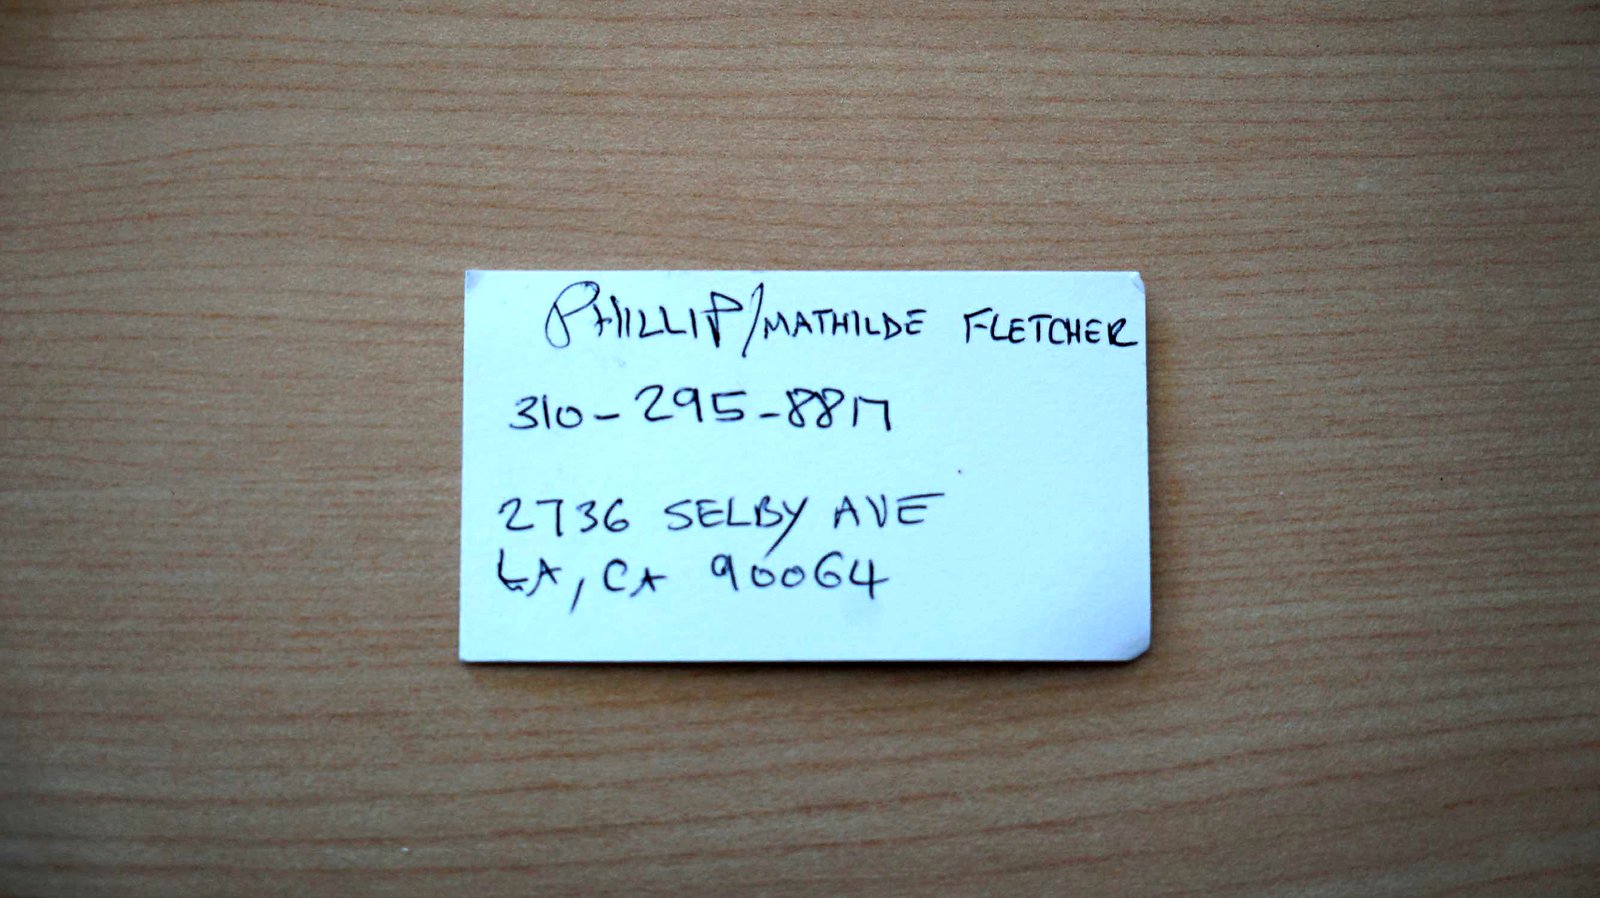 PHILLIP/MATHILDE FLETCHER
310-295-8817
2736 SELBY AVE
LA, CA 90064